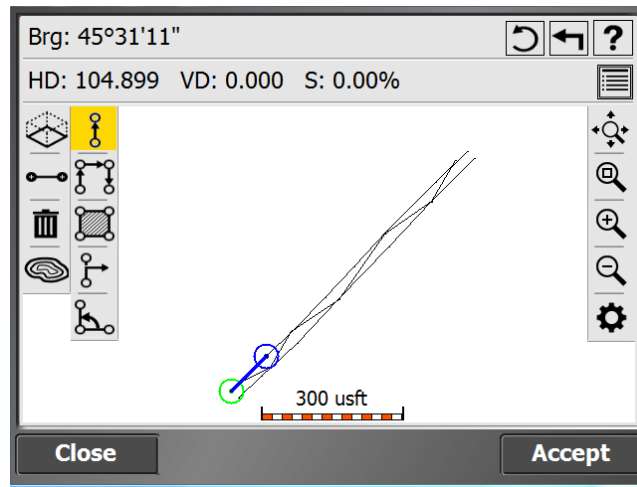 Brg: 45°31'11"
?
HD: 104.899 VD: 0.000 S: 0.00%
300 usft
Close
Accept